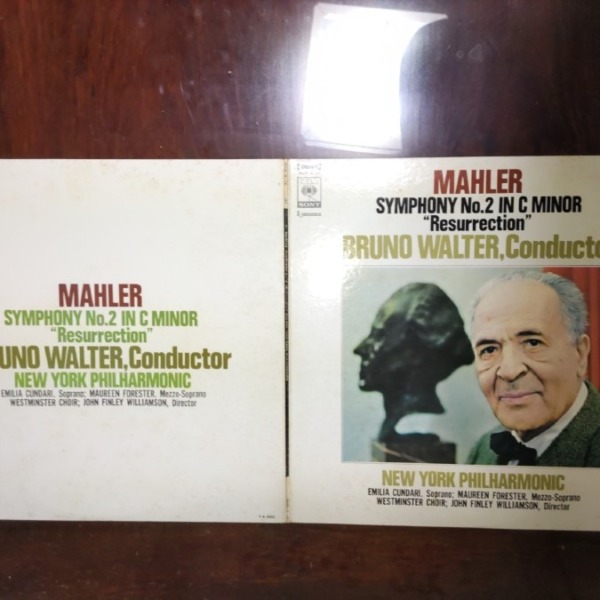 MAHLER
SYMPHONY No.2 IN C MINOR
“Resurrection”
UNO WALTER,Conductor
NEW YORK PHILHARMONIC
EMILIA CUNDARI, Soprano; MAUREEN FORESTER, Mezzo-Soprano
WESTMINSTER CHOIR; JOHN FINLEY WILLIAMSON, Director
SONY
MAHLER
SYMPHONY No.2 IN C MINOR
“Resurrection”
BRUNO WALTER,Conducto
NEW YORK PHILHARMONIC
EMILIA CUNDARI, Soprano; MAUREEN FORESTER, Mezzo-Soprano
WESTMINSTER CHOIR; JOHN FINLEY WILLIAMSON, Director